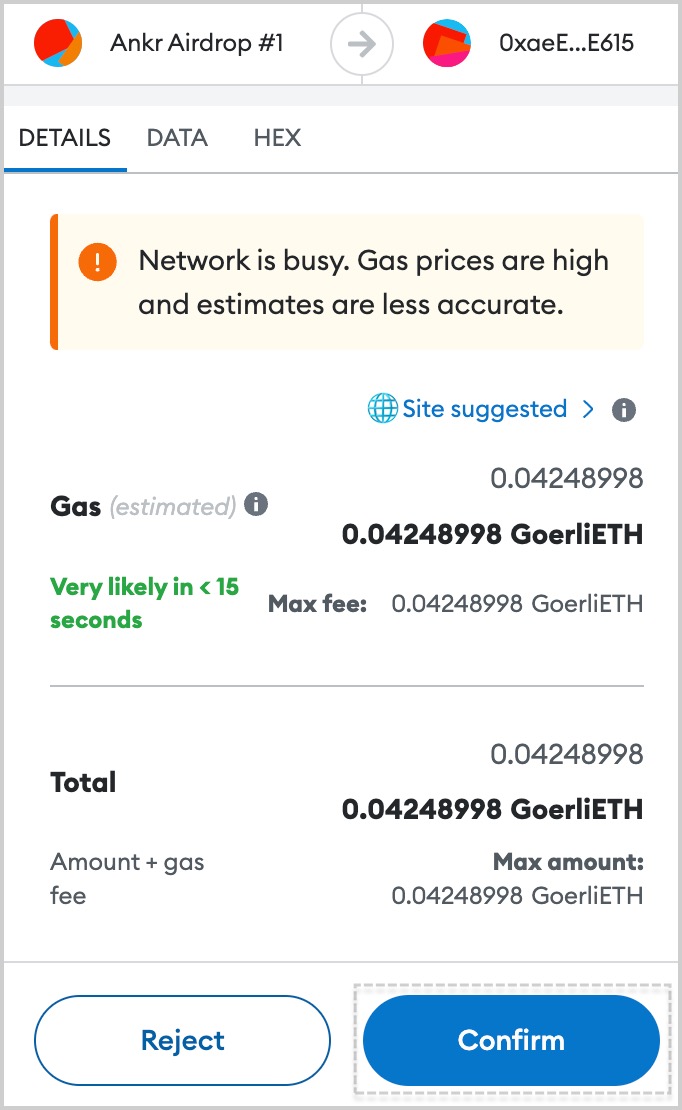 Ankr Airdrop #1
0xaeE...E615
DETAILS DATA HEX
Network is busy. Gas prices are high
and estimates are less accurate.
Site suggested
0.04248998
Gas (estimated)
0.04248998 GoerliETH
Very likely in < 15
seconds
Max fee: 0.04248998 GoerliETH
0.04248998
Total
0.04248998 GoerliETH
Amount + gas
fee
Max amount:
0.04248998 GoerliETH
Reject
Confirm